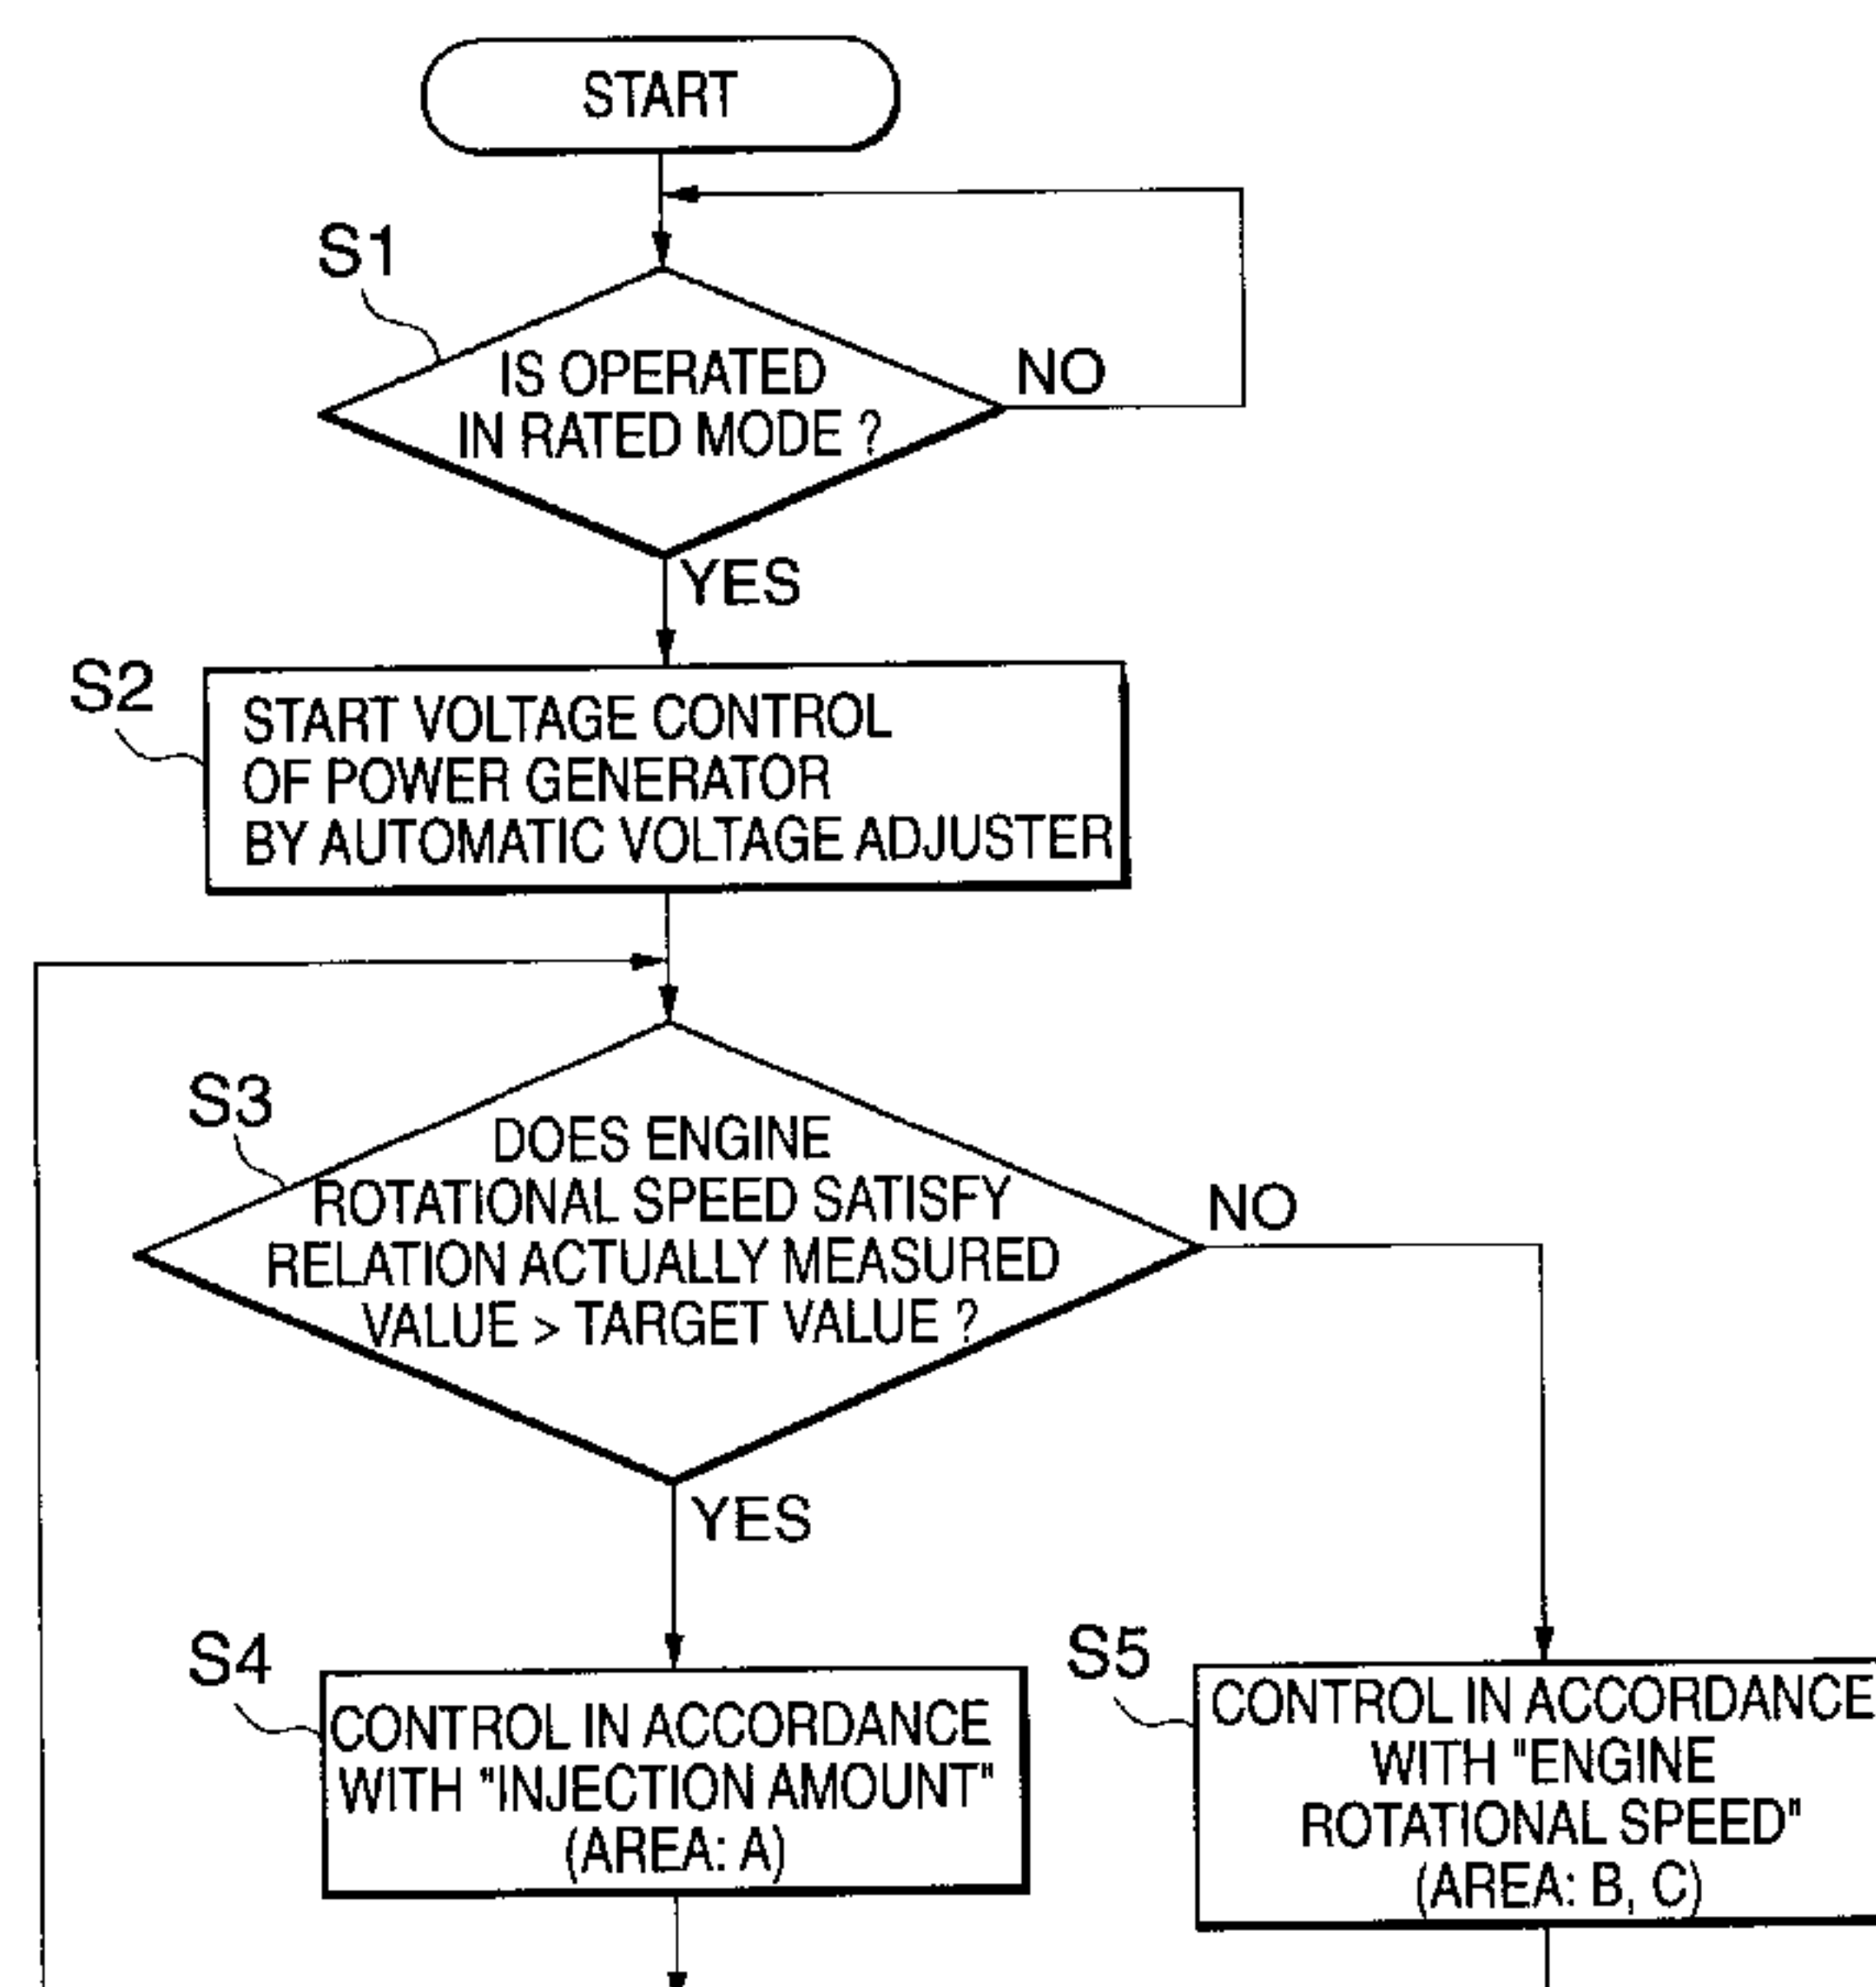 START
S1
IS OPERATED
IN RATED MODE ?
NO
YES
S2
START VOLTAGE CONTROL
OF POWER GENERATOR
BY AUTOMATIC VOLTAGE ADJUSTER
S3
DOES ENGINE
ROTATIONAL SPEED SATISFY
RELATION ACTUALLY MEASURED
VALUE > TARGET VALUE ?
NO
YES
S4
CONTROL IN ACCORDANCE
WITH "INJECTION AMOUNT"
(AREA: A)
S5
CONTROL IN ACCORDANCE
WITH "ENGINE
ROTATIONAL SPEED"
(AREA: B, C)